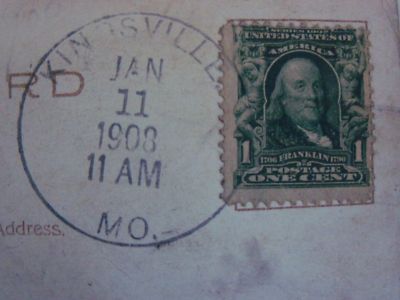 KINGSVILLE
JAN
11
1908
11 AM
MO.
RD
Address.
SERIES 1902
UNITED STATES OF
AMERICA
1 1
1706 FRANKLIN 1790
POSTAGE
ONE CENT